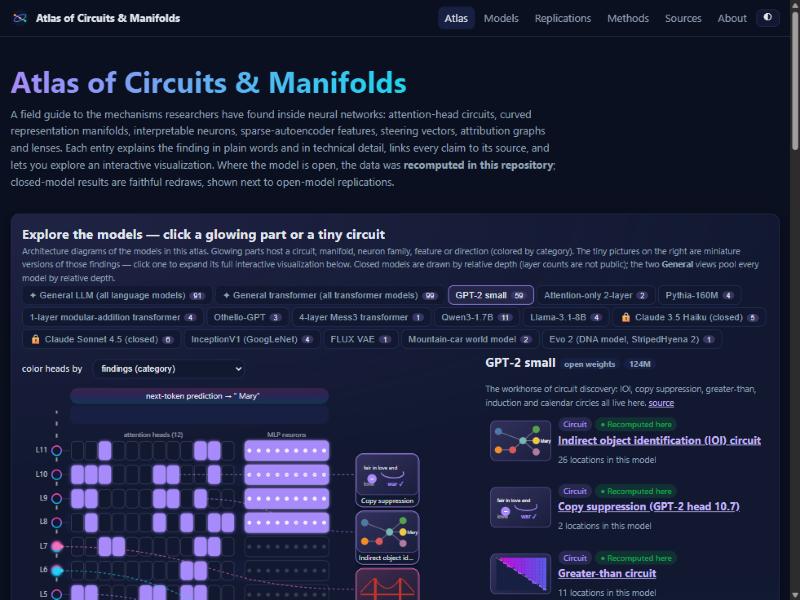 Atlas of Circuits & Manifolds
Atlas Models Replications Methods Sources About
Atlas of Circuits & Manifolds
A field guide to the mechanisms researchers have found inside neural networks: attention-head circuits, curved
representation manifolds, interpretable neurons, sparse-autoencoder features, steering vectors, attribution graphs
and lenses. Each entry explains the finding in plain words and in technical detail, links every claim to its source, and
lets you explore an interactive visualization. Where the model is open, the data was recomputed in this repository;
closed-model results are faithful redraws, shown next to open-model replications.
Explore the models — click a glowing part or a tiny circuit
Architecture diagrams of the models in this atlas. Glowing parts host a circuit, manifold, neuron family, feature or direction (colored by category). The tiny pictures on the right are miniature
versions of those findings — click one to expand its full interactive visualization below. Closed models are drawn by relative depth (layer counts are not public); the two General views pool every
model by relative depth.
✦ General LLM (all language models) 91
✦ General transformer (all transformer models) 99
GPT-2 small 59
Attention-only 2-layer 2
Pythia-160M 4
1-layer modular-addition transformer 4
Othello-GPT 3
4-layer Mess3 transformer 1
Qwen3-1.7B 11
Llama-3.1-8B 4
Claude 3.5 Haiku (closed) 5
Claude Sonnet 4.5 (closed)
InceptionV1 (GoogLeNet) 4
FLUX VAE 1
Mountain-car world model 2
Evo 2 (DNA model, StripedHyena 2) 1
color heads by findings (category)
next-token prediction → " Mary"
attention heads (12) MLP neurons
L11
L10
L9
L8
L7
L6
L5
fair in love and
war ✓
Copy suppression
Mary
Indirect object id...
GPT-2 small open weights 124M
The workhorse of circuit discovery: IOI, copy suppression, greater-than,
induction and calendar circles all live here. source
Mary
Circuit • Recomputed here
Indirect object identification (IOI) circuit
26 locations in this model
fair in love and
war ✓
Circuit • Recomputed here
Copy suppression (GPT-2 head 10.7)
2 locations in this model
Circuit • Recomputed here
Greater-than circuit
11 locations in this model